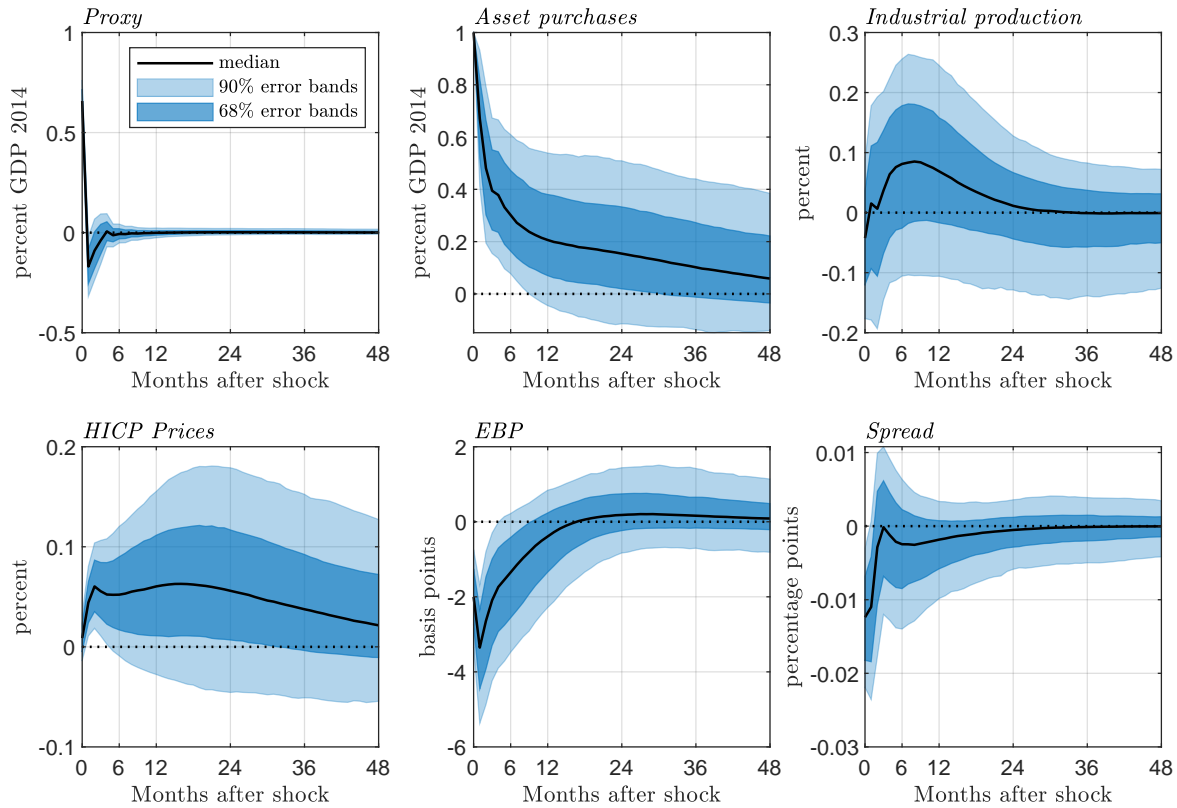 Proxy
percent GDP 2014
1
0.5
0
-0.5
median
90% error bands
68% error bands
0 6 12 24 36 48
Months after shock
Asset purchases
percent GDP 2014
1
0.8
0.6
0.4
0.2
0
0 6 12 24 36 48
Months after shock
Industrial production
percent
0.3
0.2
0.1
0
-0.1
-0.2
0 6 12 24 36 48
Months after shock
HICP Prices
percent
0.2
0.1
0
-0.1
0 6 12 24 36 48
Months after shock
EBP
basis points
2
0
-2
-4
-6
0 6 12 24 36 48
Months after shock
Spread
percentage points
0.01
0
-0.01
-0.02
-0.03
0 6 12 24 36 48
Months after shock